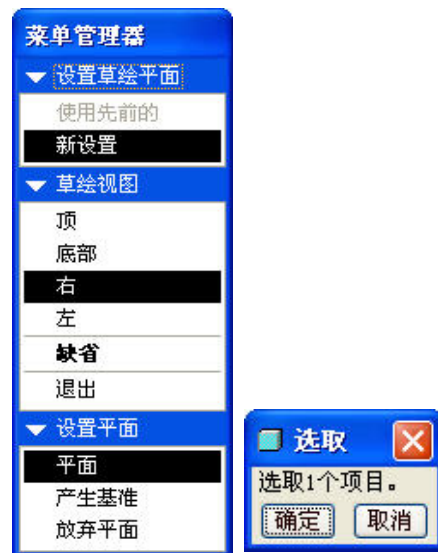 菜单管理器
设置草绘平面
使用先前的
新设置
草绘视图
顶
底部
右
左
缺省
退出
设置平面
平面
产生基准
放弃平面
选取
选取1个项目。
确定 取消